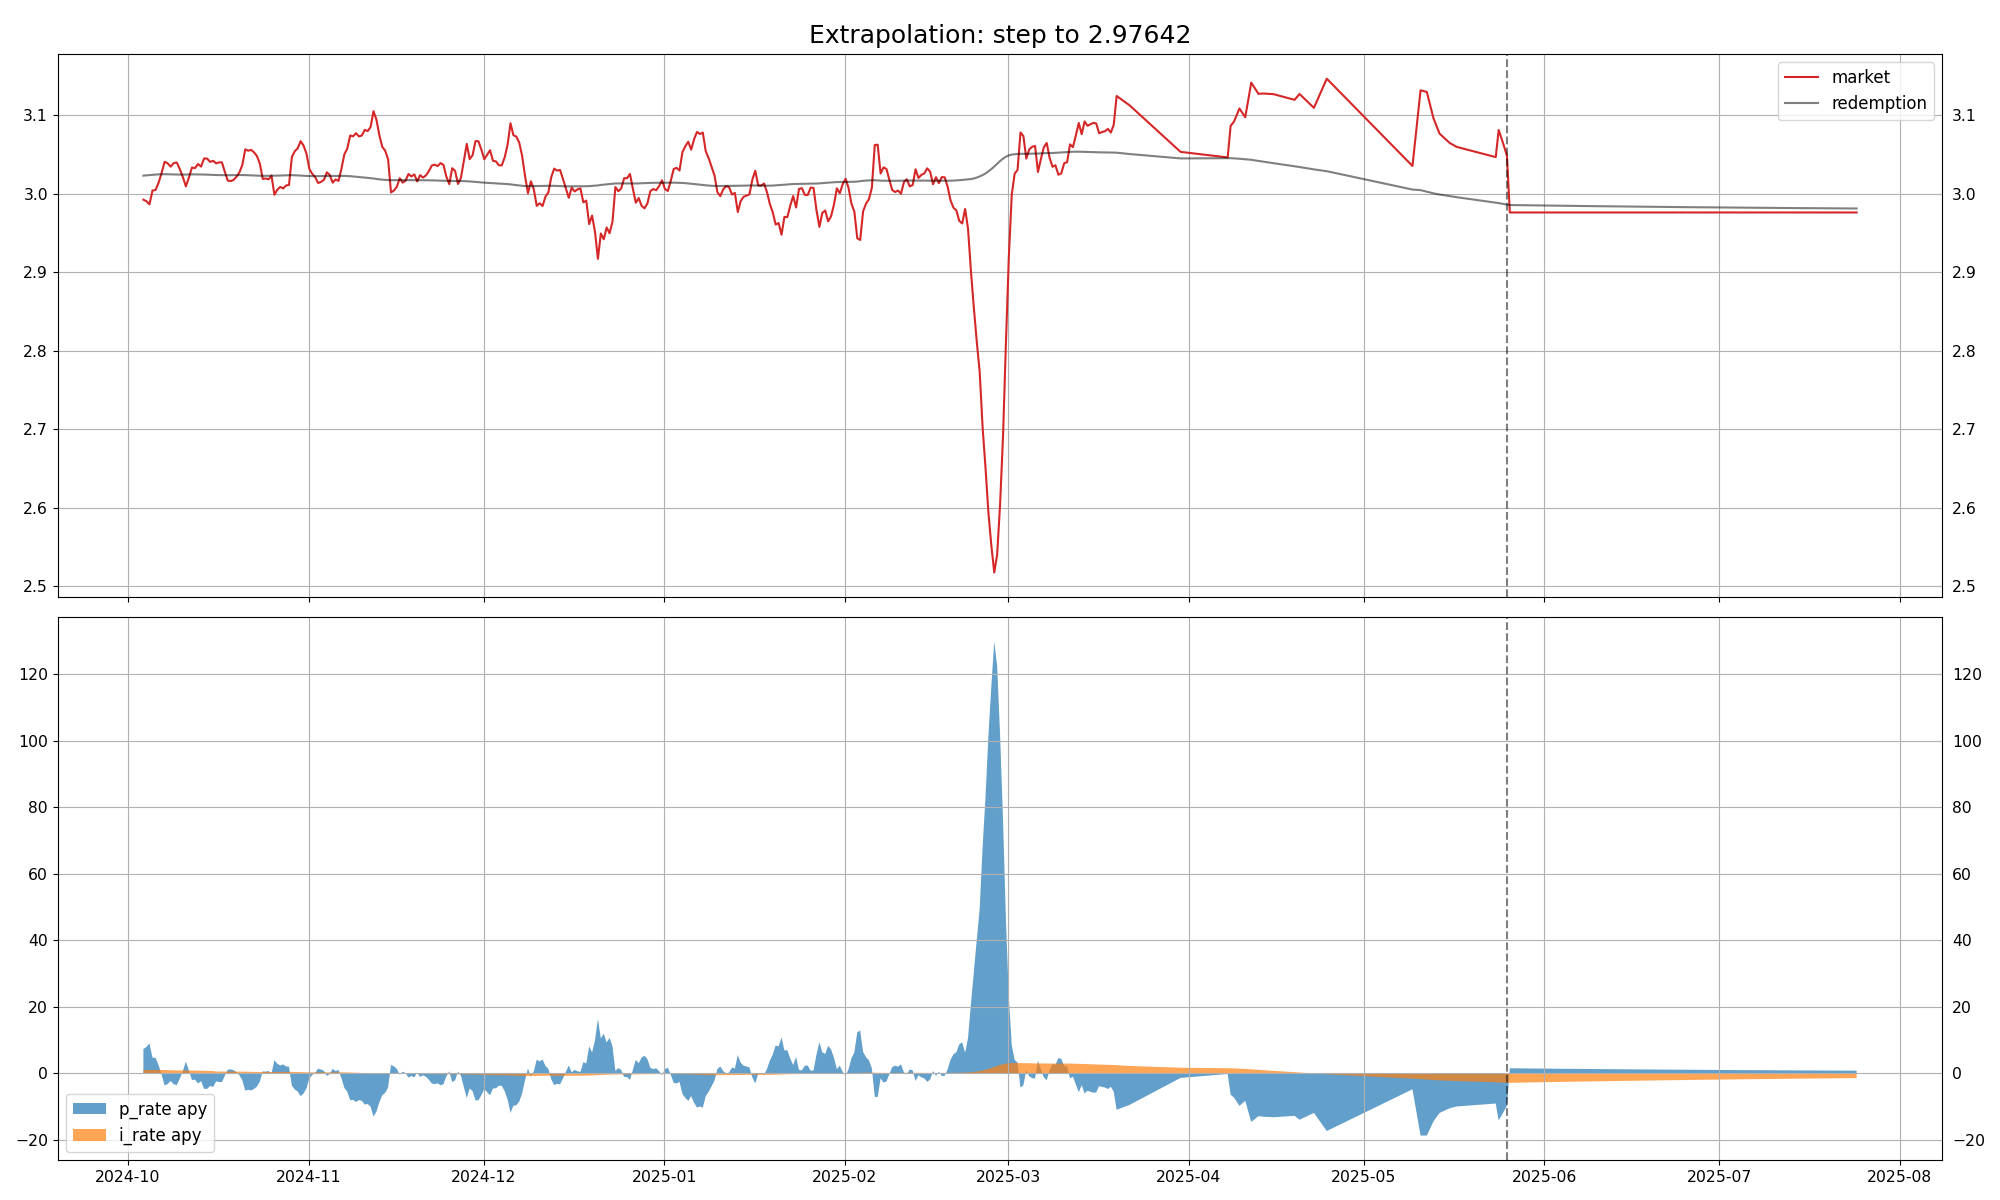 Extrapolation: step to 2.97642
market
redemption
3.1 3.1
3.0 3.0
2.9 2.9
2.8 2.8
2.7 2.7
2.6 2.6
2.5 2.5
120 120
100 100
80 80
60 60
40 40
20 20
0 0
−20 −20
p_rate apy
i_rate apy
2024-10 2024-11 2024-12 2025-01 2025-02 2025-03 2025-04 2025-05 2025-06 2025-07 2025-08